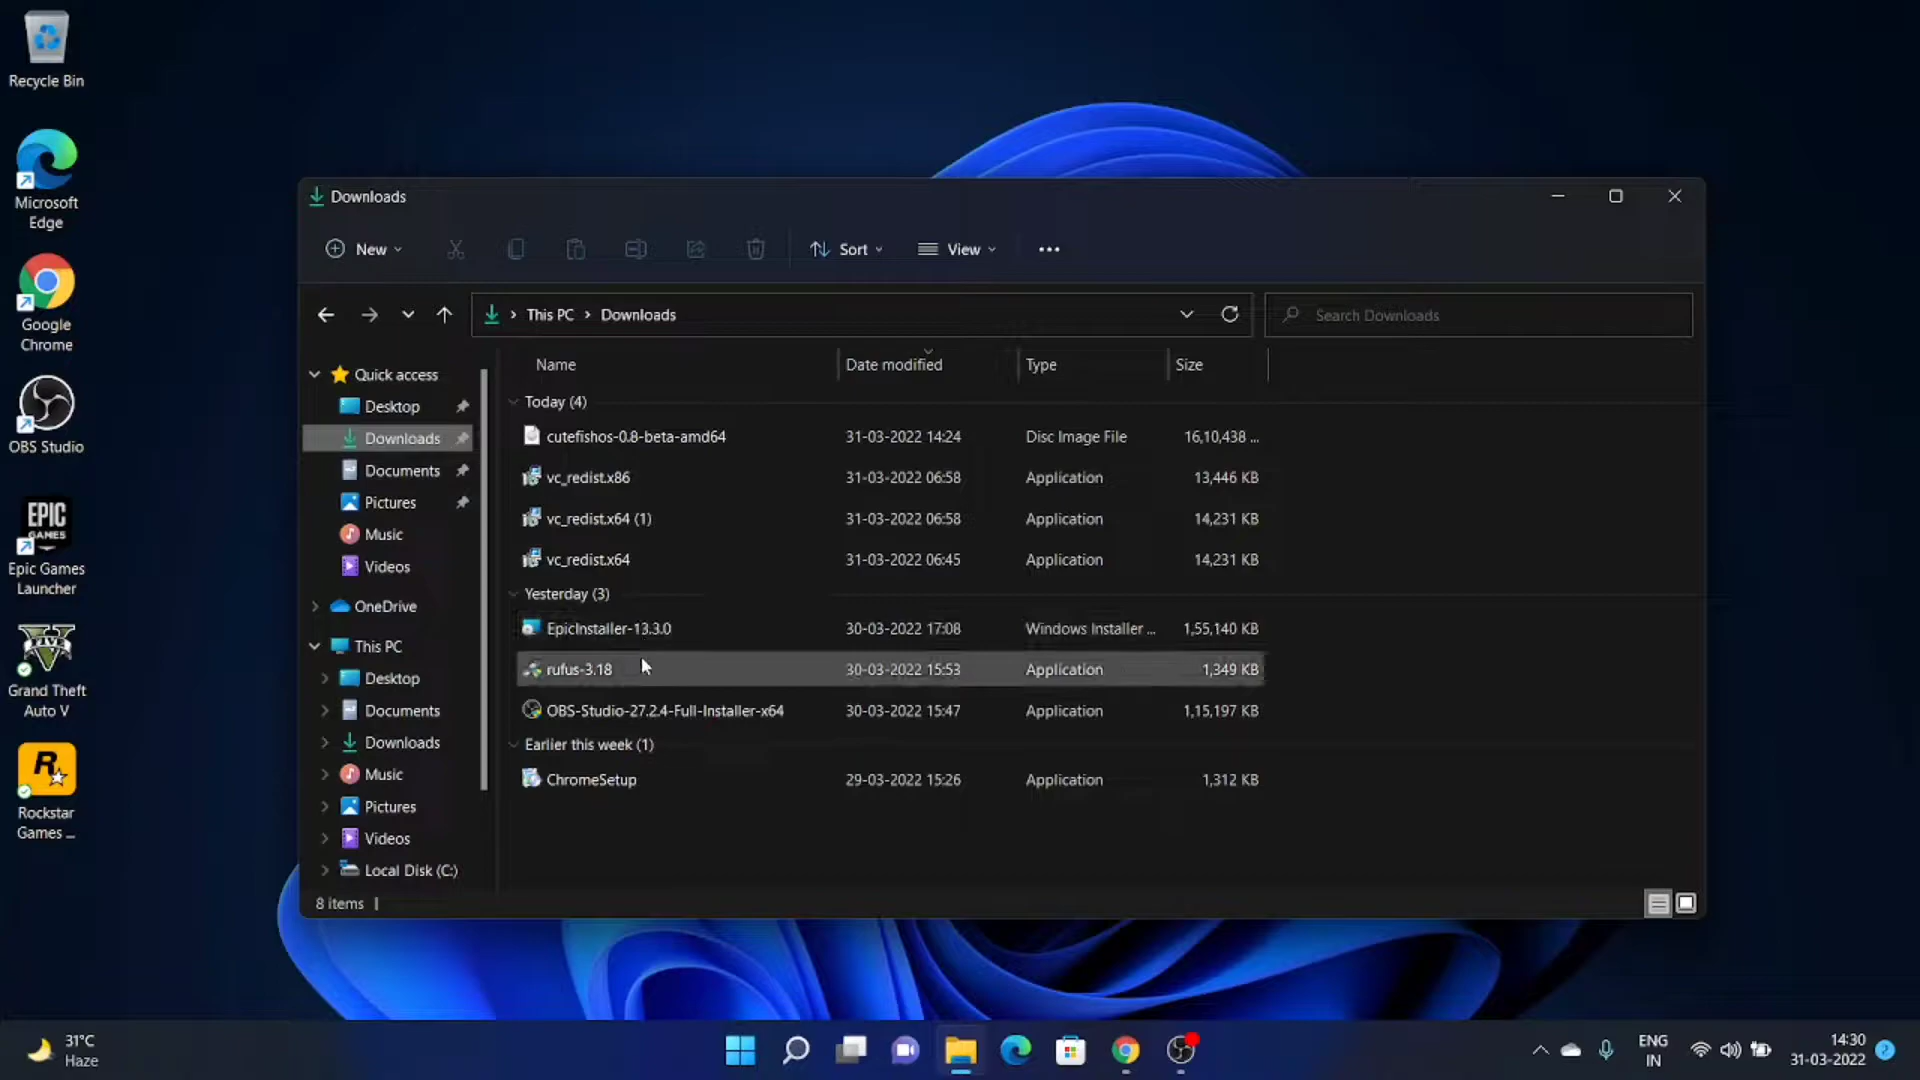 Recycle Bin
Microsoft
Edge
Google
Chrome
OBS Studio
EPIC
GAMES
Epic Games
Launcher
FIVE
Grand Theft
Auto V
R
Rockstar
Games ...
Downloads
New
Sort
View
This PC
Downloads
Search Downloads
Quick access
Desktop
Downloads
Documents
Pictures
Music
Videos
OneDrive
This PC
Desktop
Documents
Downloads
Music
Pictures
Videos
Local Disk (C:)
Name Date modified Type Size
Today (4)
cutefishos-0.8-beta-amd64 31-03-2022 14:24 Disc Image File 16,10,438 ...
vc_redist.x86 31-03-2022 06:58 Application 13,446 KB
vc_redist.x64 (1) 31-03-2022 06:58 Application 14,231 KB
vc_redist.x64 31-03-2022 06:45 Application 14,231 KB
Yesterday (3)
EpicInstaller-13.3.0 30-03-2022 17:08 Windows Installer ... 1,55,140 KB
rufus-3.18 30-03-2022 15:53 Application 1,349 KB
OBS-Studio-27.2.4-Full-Installer-x64 30-03-2022 15:47 Application 1,15,197 KB
Earlier this week (1)
ChromeSetup 29-03-2022 15:26 Application 1,312 KB
8 items
31°C
Haze
ENG
IN
14:30
31-03-2022
2